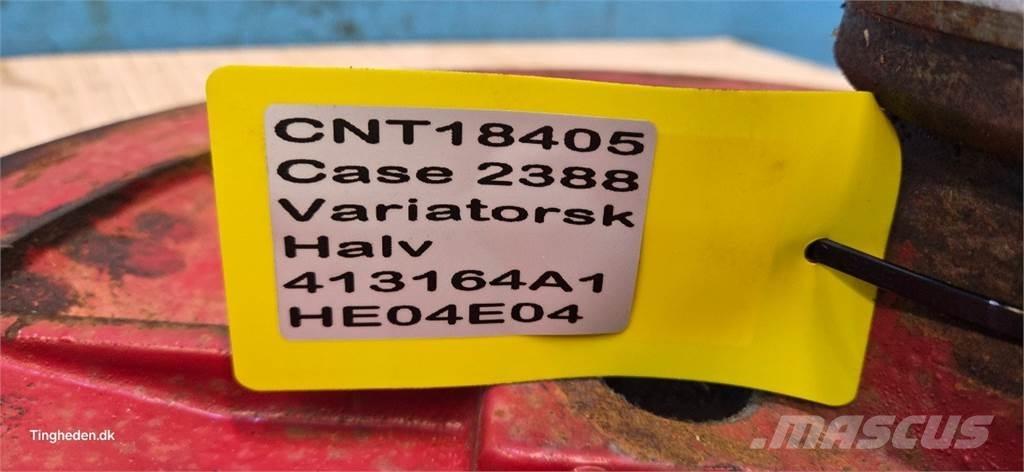 CNT18405
Case 2388
Variatorsk
Halv
413164A1
HE04E04
Tingheden.dk
MASCUS